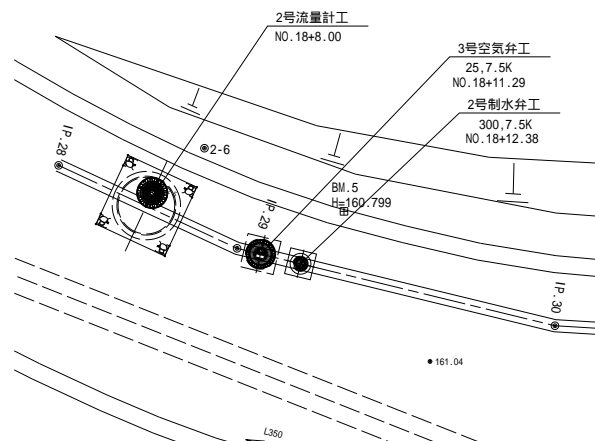 2号流量計工
NO.18+8.00
3号空気弁工
25,7.5K
NO.18+11.29
2号制水弁工
300,7.5K
NO.18+12.38
IP.28
2-6
BM.5
H=160.799
IP.29
IP.30
161.04
L350